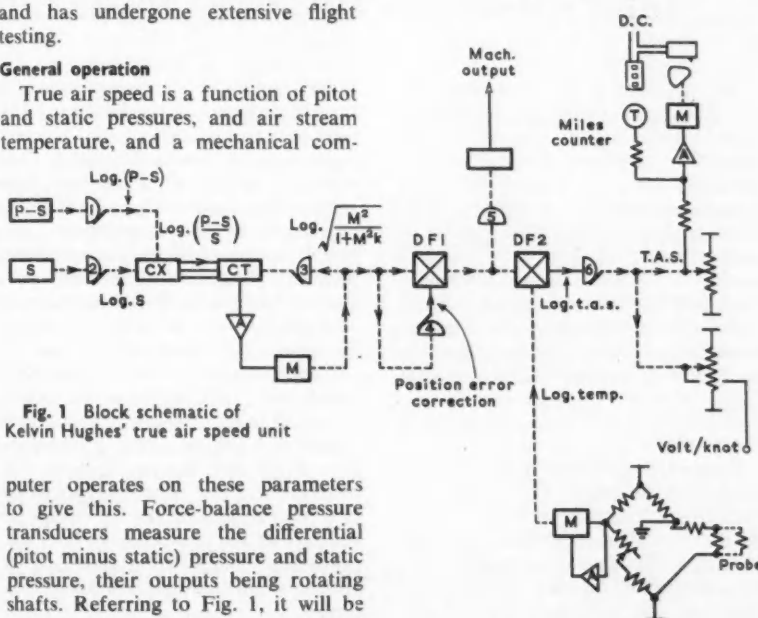 and has undergone extensive flight
testing.
General operation
True air speed is a function of pitot
and static pressures, and air stream
temperature, and a mechanical com-
Log.(P-S)
P-S
1
Log.(P-S/S)
S
2
Log.S
CX
CT
A
M
Log.√M²/1+M²k
3
DF1
4
Position error
correction
Mach.
output
5
DF2
Log.t.a.s.
6
T.A.S.
D.C.
T
M
Miles
counter
A
Volt/knot
Log.temp.
M
A
Probe
Fig. 1 Block schematic of
Kelvin Hughes' true air speed unit
puter operates on these parameters
to give this. Force-balance pressure
transducers measure the differential
(pitot minus static) pressure and static
pressure, their outputs being rotating
shafts. Referring to Fig. 1, it will be